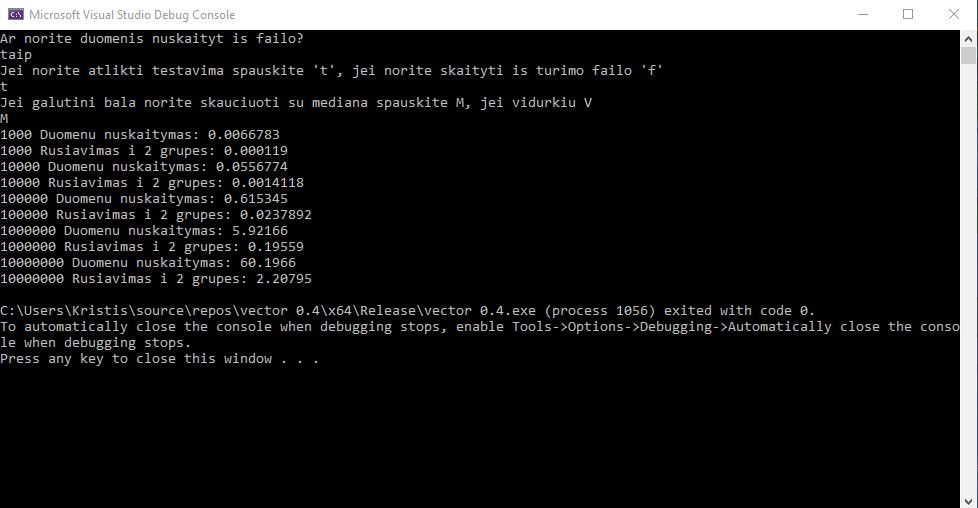 Microsoft Visual Studio Debug Console
Ar norite duomenis nuskaityt is failo?
taip
Jei norite atlikti testavima spauskite 't', jei norite skaityti is turimo failo 'f'
t
Jei galutini bala norite skauciuoti su mediana spauskite M, jei vidurkiu V
M
1000 Duomenu nuskaitymas: 0.0066783
1000 Rusiavimas i 2 grupes: 0.000119
10000 Duomenu nuskaitymas: 0.0556774
10000 Rusiavimas i 2 grupes: 0.0014118
100000 Duomenu nuskaitymas: 0.615345
100000 Rusiavimas i 2 grupes: 0.0237892
1000000 Duomenu nuskaitymas: 5.92166
1000000 Rusiavimas i 2 grupes: 0.19559
10000000 Duomenu nuskaitymas: 60.1966
10000000 Rusiavimas i 2 grupes: 2.20795
C:\Users\Kristis\source\repos\vector 0.4\x64\Release\vector 0.4.exe (process 1056) exited with code 0.
To automatically close the console when debugging stops, enable Tools->Options->Debugging->Automatically close the conso
le when debugging stops.
Press any key to close this window . . .